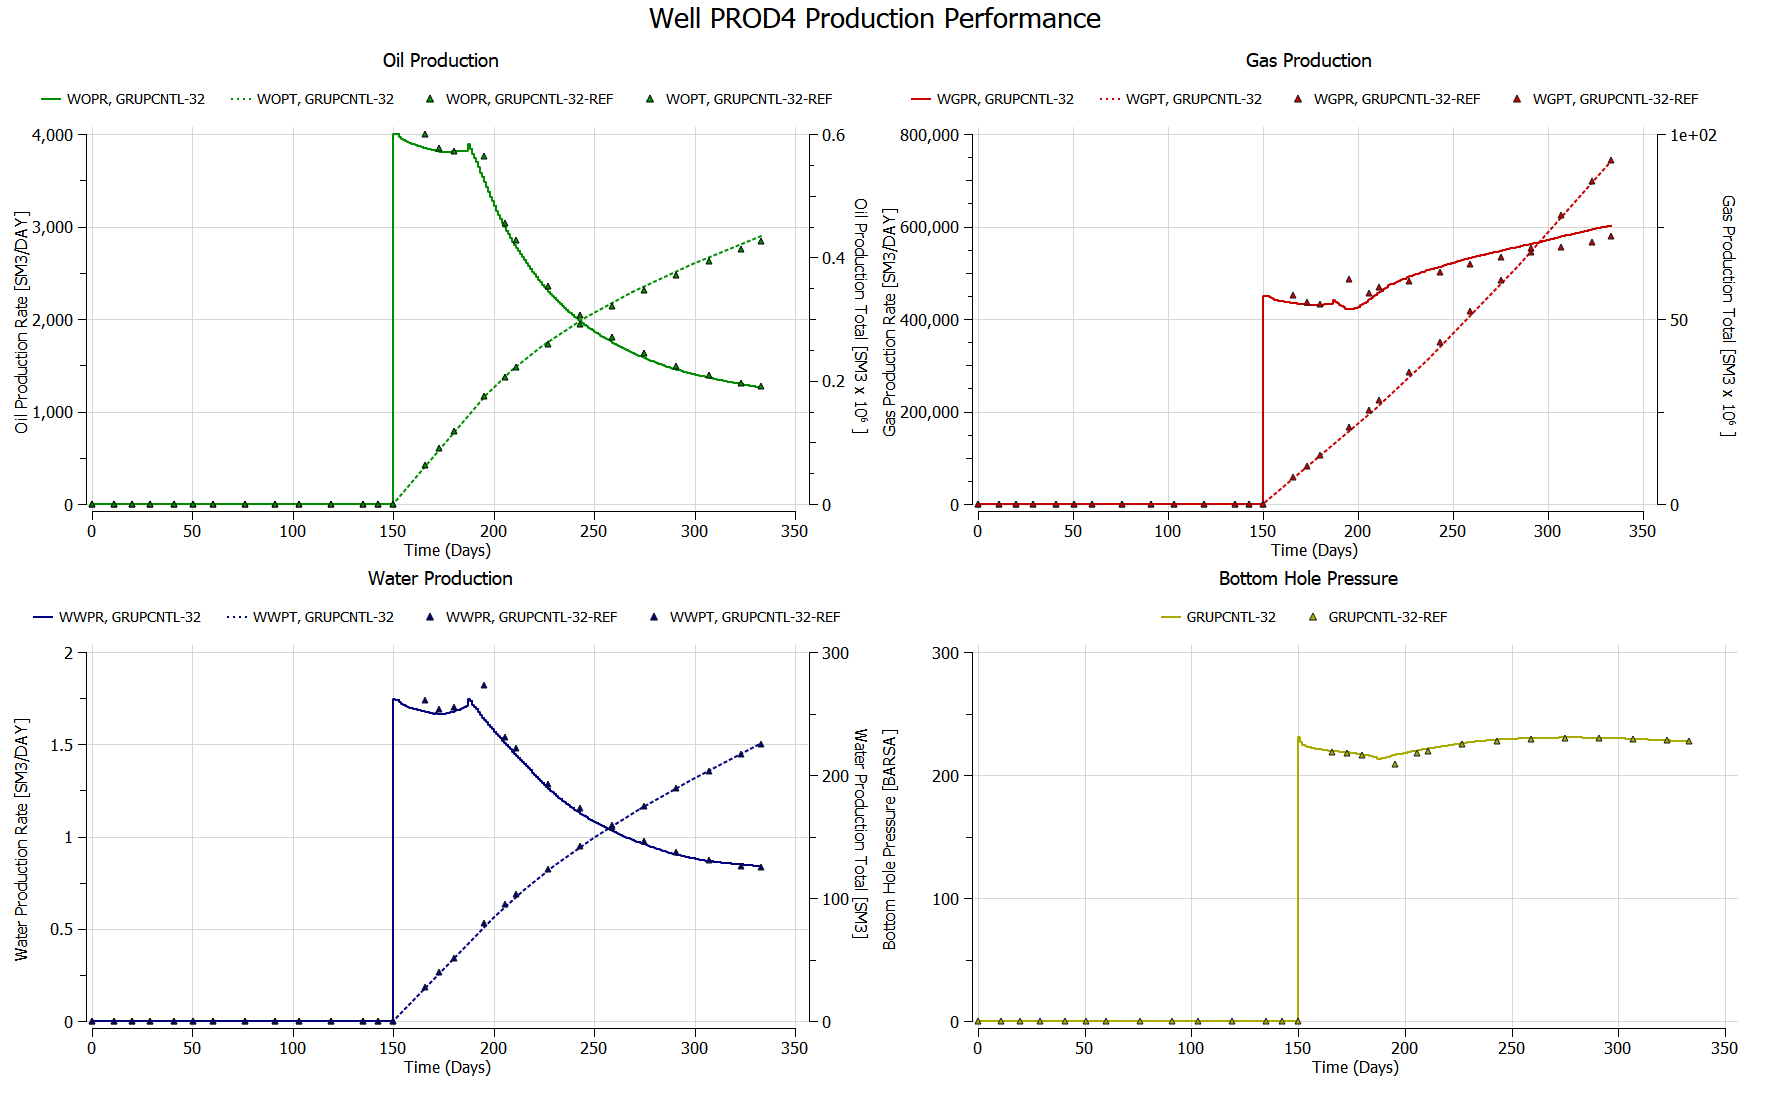 Well PROD4 Production Performance
Oil Production
WOPR, GRUPCNTL-32 WOPT, GRUPCNTL-32 WOPR, GRUPCNTL-32-REF WOPT, GRUPCNTL-32-REF
4,000
3,000
2,000
1,000
0
Oil Production Rate [SM3/DAY]
0.6
0.4
0.2
0
Oil Production Total [SM3 x 10⁶ ]
0 50 100 150 200 250 300 350
Time (Days)
Gas Production
WGPR, GRUPCNTL-32 WGPT, GRUPCNTL-32 WGPR, GRUPCNTL-32-REF WGPT, GRUPCNTL-32-REF
800,000
600,000
400,000
200,000
0
Gas Production Rate [SM3/DAY]
1e+02
50
0
Gas Production Total [SM3 x 10⁶ ]
0 50 100 150 200 250 300 350
Time (Days)
Water Production
WWPR, GRUPCNTL-32 WWPT, GRUPCNTL-32 WWPR, GRUPCNTL-32-REF WWPT, GRUPCNTL-32-REF
2
1.5
1
0.5
0
Water Production Rate [SM3/DAY]
300
200
100
0
Water Production Total [SM3]
0 50 100 150 200 250 300 350
Time (Days)
Bottom Hole Pressure
GRUPCNTL-32 GRUPCNTL-32-REF
300
200
100
0
Bottom Hole Pressure [BARSA]
0 50 100 150 200 250 300 350
Time (Days)